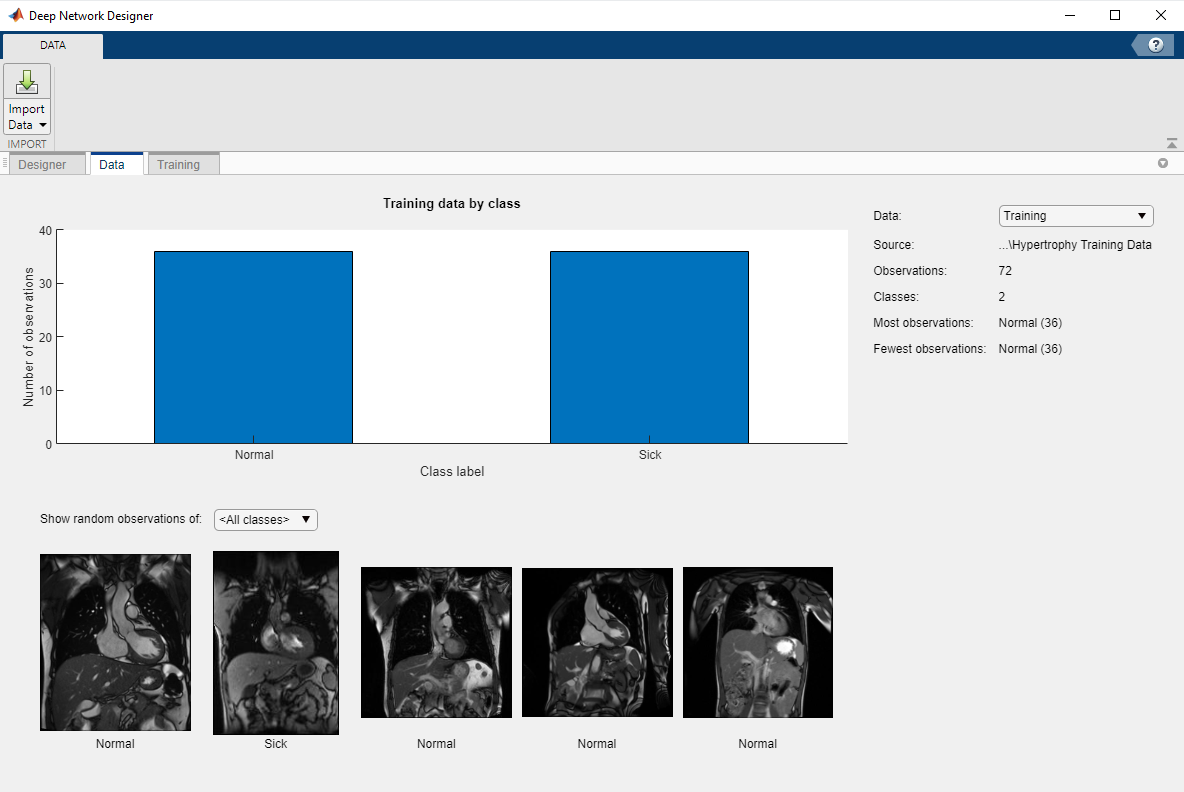 Deep Network Designer
DATA
?
Import
Data
IMPORT
Designer
Data
Training
Training data by class
40
30
20
10
0
Number of observations
Normal
Sick
Class label
Data:
Training
Source:
...\Hypertrophy Training Data
Observations:
72
Classes:
2
Most observations:
Normal (36)
Fewest observations:
Normal (36)
Show random observations of:
<All classes>
Normal
Sick
Normal
Normal
Normal